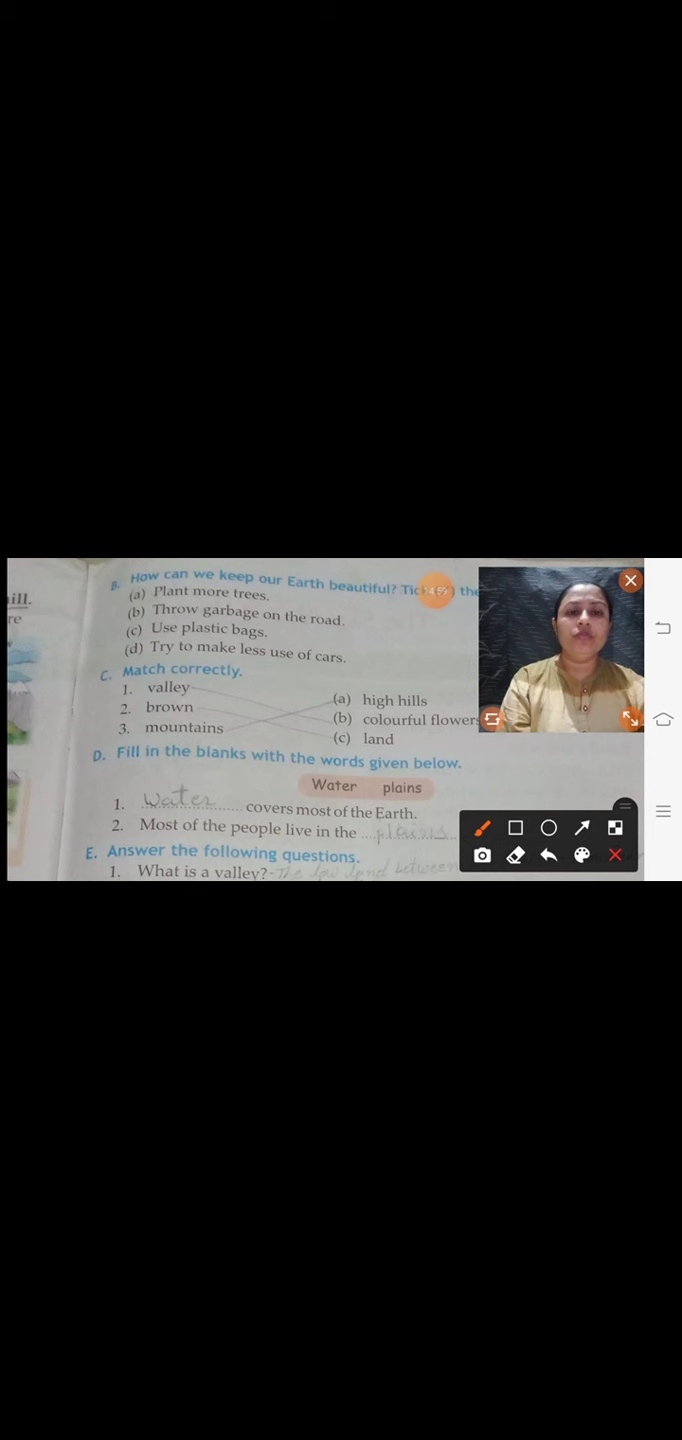 ill.
re
B. How can we keep our Earth beautiful? Tic 4:59 ) the
(a) Plant more trees.
(b) Throw garbage on the road.
(c) Use plastic bags.
(d) Try to make less use of cars.
C. Match correctly.
1. valley
(a) high hills
2. brown
(b) colourful flowers
3. mountains
(c) land
D. Fill in the blanks with the words given below.
Water plains
1. Water covers most of the Earth.
2. Most of the people live in the plains
E. Answer the following questions.
1. What is a valley?- The low land between